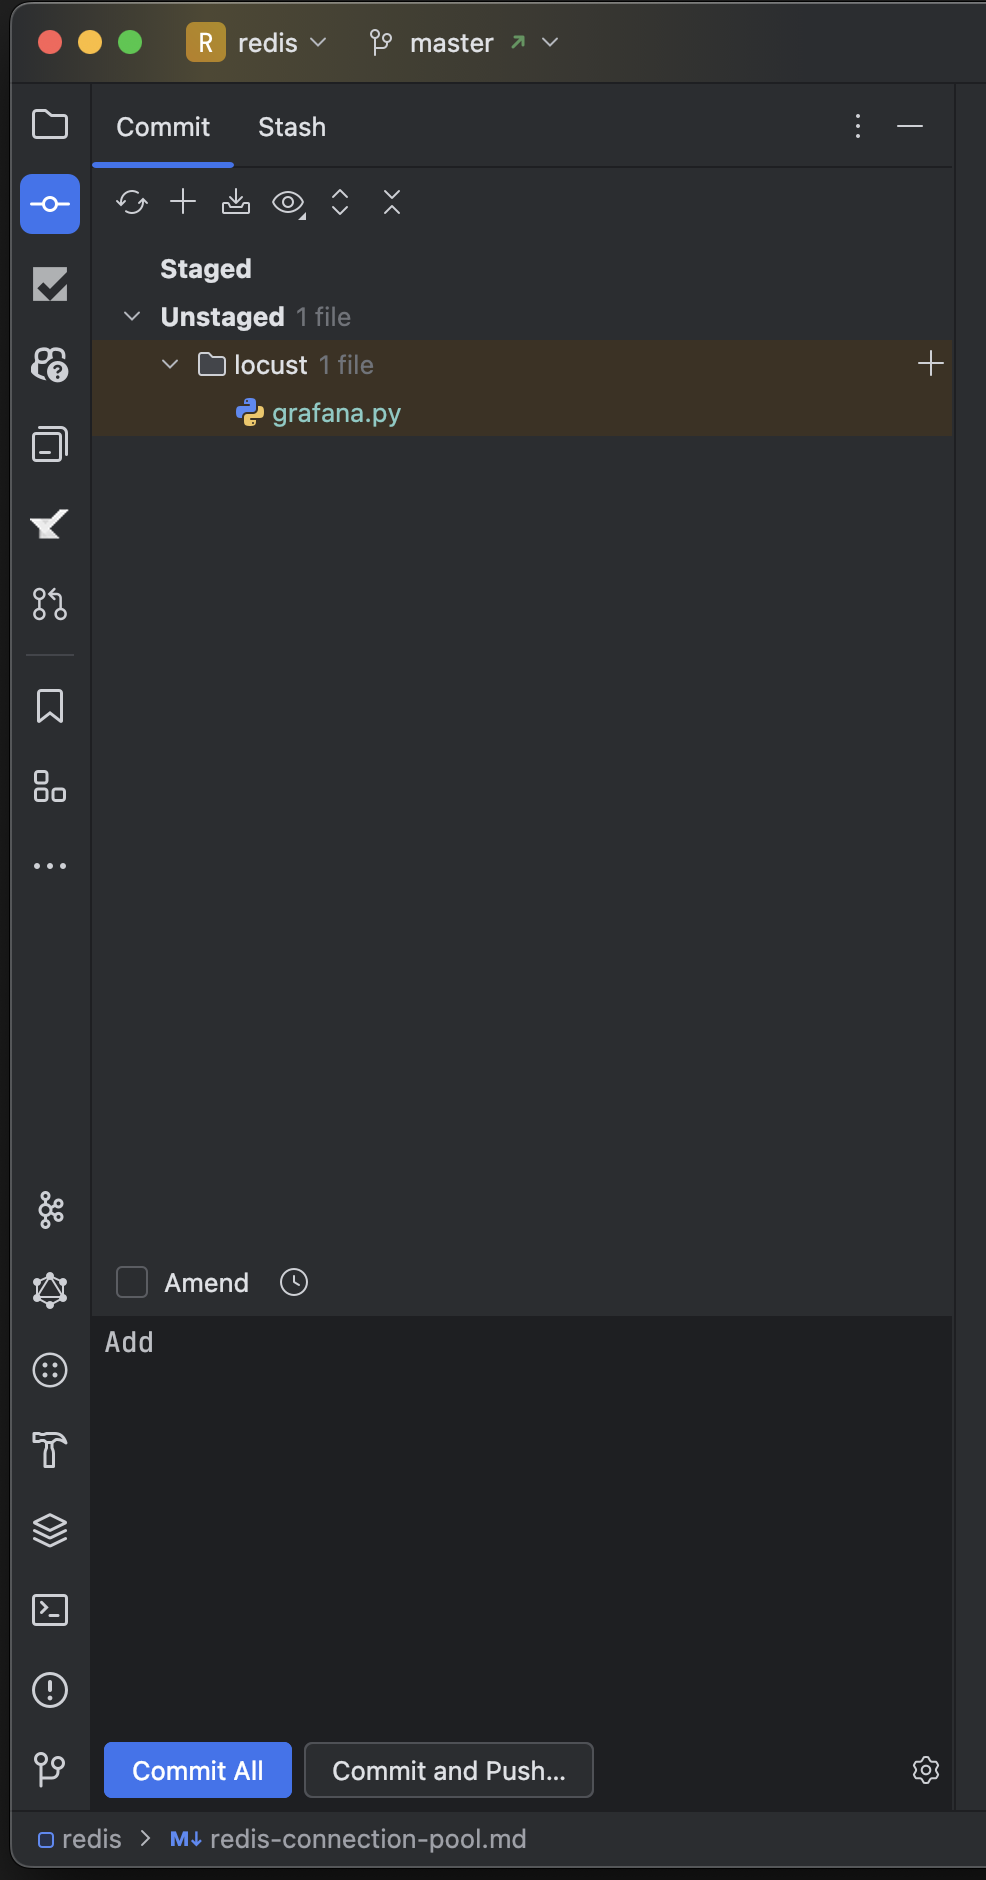 R redis master
Commit Stash
Staged
Unstaged 1 file
locust 1 file
grafana.py
Amend
Add
Commit All Commit and Push...
redis > M↓ redis-connection-pool.md